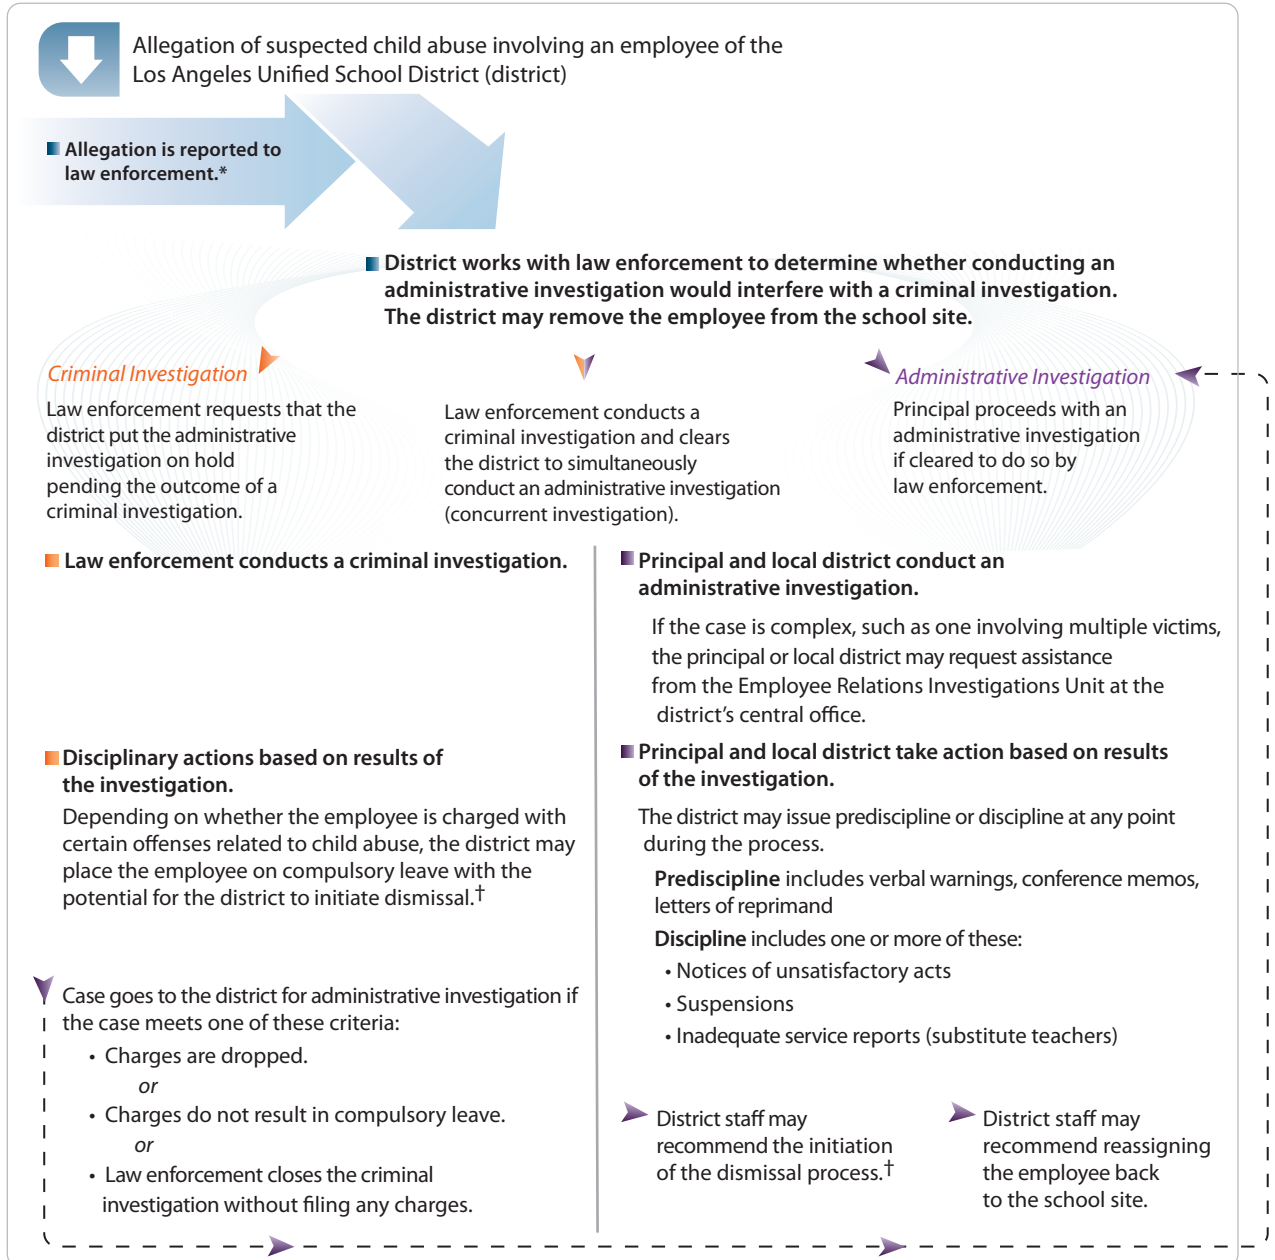 Allegation of suspected child abuse involving an employee of the
Los Angeles Unified School District (district)
Allegation is reported to
law enforcement.*
District works with law enforcement to determine whether conducting an
administrative investigation would interfere with a criminal investigation.
The district may remove the employee from the school site.
Criminal Investigation
Law enforcement requests that the
district put the administrative
investigation on hold
pending the outcome of a
criminal investigation.
Law enforcement conducts a
criminal investigation and clears
the district to simultaneously
conduct an administrative investigation
(concurrent investigation).
Administrative Investigation
Principal proceeds with an
administrative investigation
if cleared to do so by
law enforcement.
Law enforcement conducts a criminal investigation.
Disciplinary actions based on results of
the investigation.
Depending on whether the employee is charged with
certain offenses related to child abuse, the district may
place the employee on compulsory leave with the
potential for the district to initiate dismissal.†
Case goes to the district for administrative investigation if
the case meets one of these criteria:
• Charges are dropped.
or
• Charges do not result in compulsory leave.
or
• Law enforcement closes the criminal
investigation without filing any charges.
Principal and local district conduct an
administrative investigation.
If the case is complex, such as one involving multiple victims,
the principal or local district may request assistance
from the Employee Relations Investigations Unit at the
district’s central office.
Principal and local district take action based on results
of the investigation.
The district may issue prediscipline or discipline at any point
during the process.
Prediscipline includes verbal warnings, conference memos,
letters of reprimand
Discipline includes one or more of these:
• Notices of unsatisfactory acts
• Suspensions
• Inadequate service reports (substitute teachers)
District staff may
recommend the initiation
of the dismissal process.†
District staff may
recommend reassigning
the employee back
to the school site.